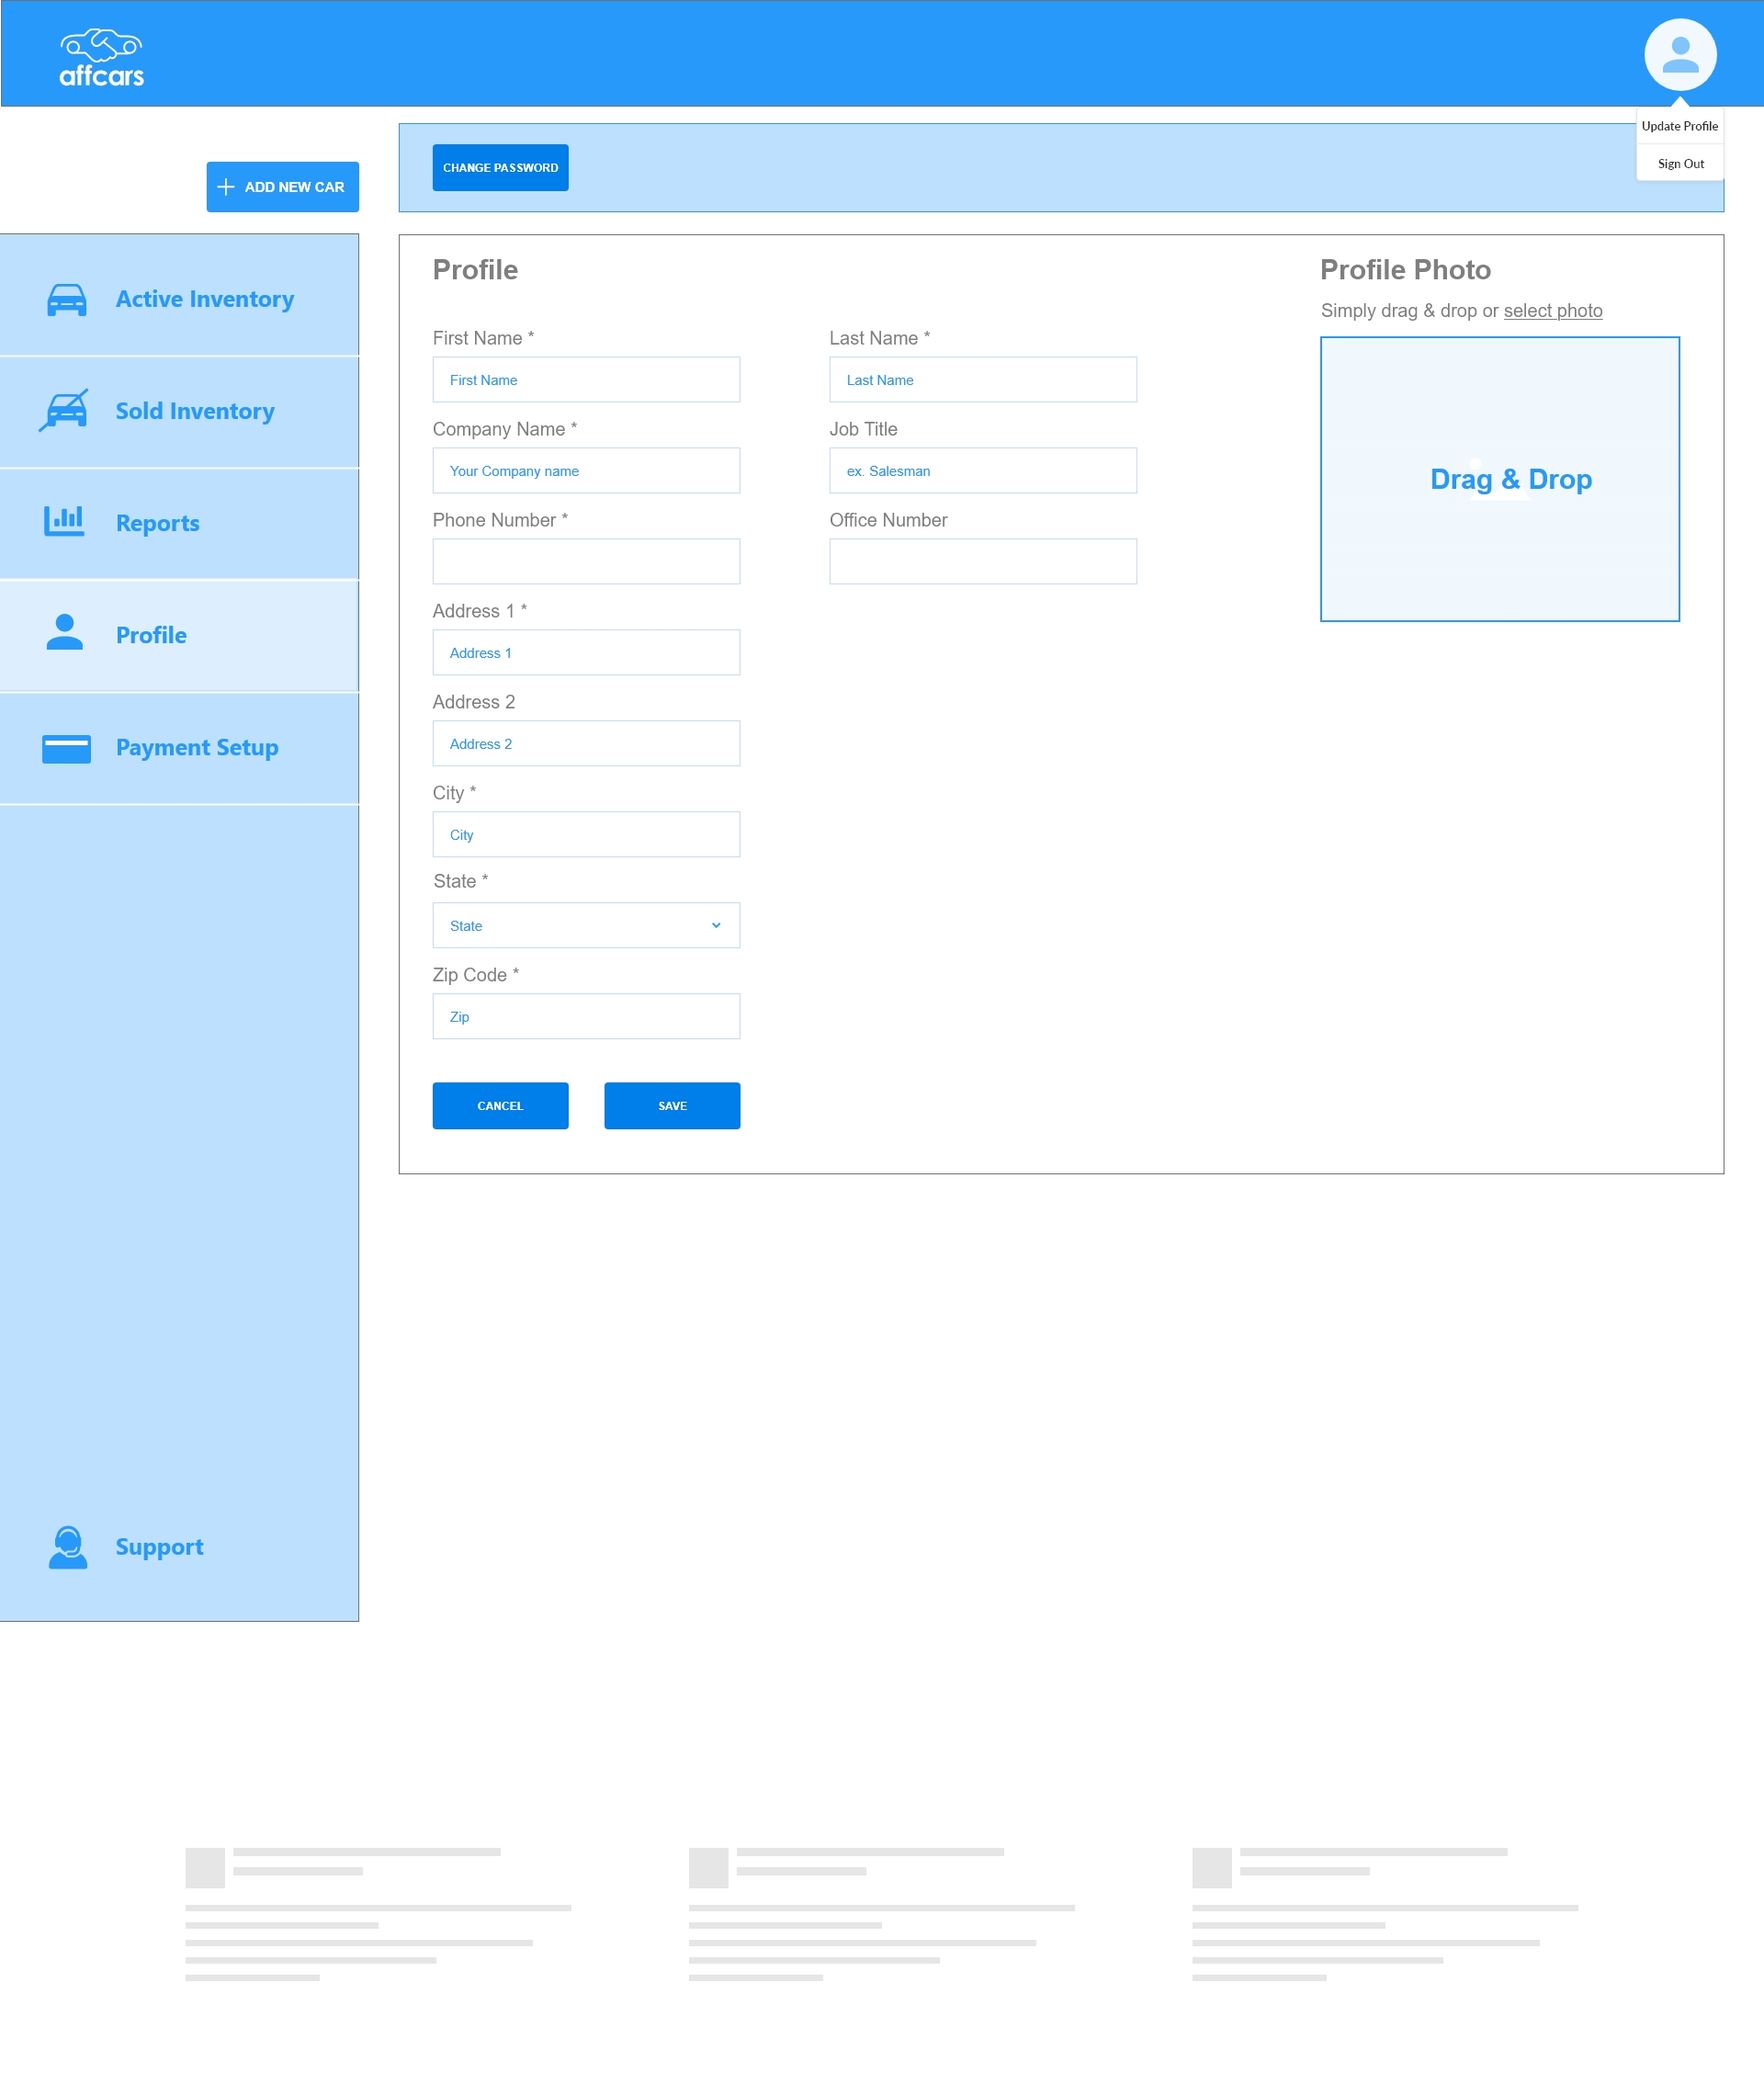 affcars
Update Profile
Sign Out
CHANGE PASSWORD
ADD NEW CAR
Active Inventory
Sold Inventory
Reports
Profile
Payment Setup
Support
Profile
First Name *
First Name
Last Name *
Last Name
Company Name *
Your Company name
Job Title
ex. Salesman
Phone Number *
Office Number
Address 1 *
Address 1
Address 2
Address 2
City *
City
State *
State
Zip Code *
Zip
CANCEL
SAVE
Profile Photo
Simply drag & drop or select photo
Drag & Drop